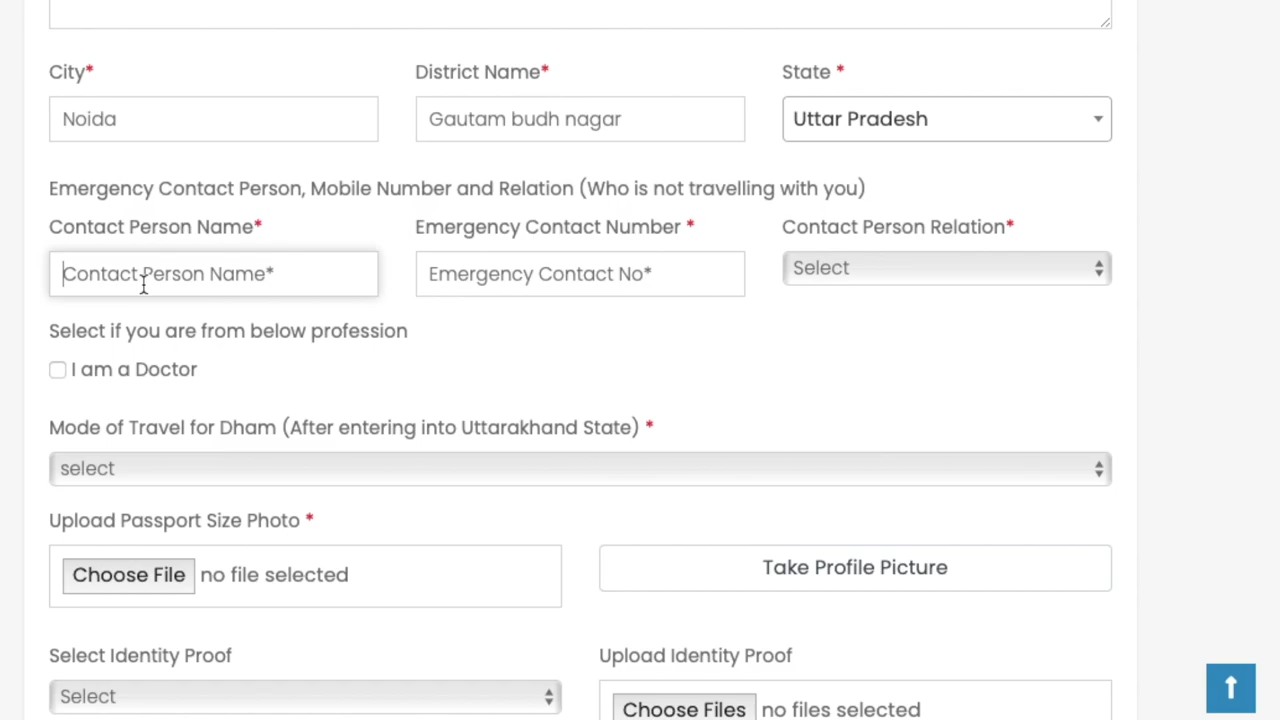 City* District Name* State *
Noida Gautam budh nagar Uttar Pradesh
Emergency Contact Person, Mobile Number and Relation (Who is not travelling with you)
Contact Person Name* Emergency Contact Number * Contact Person Relation*
Contact Person Name* Emergency Contact No* Select
Select if you are from below profession
I am a Doctor
Mode of Travel for Dham (After entering into Uttarakhand State) *
select
Upload Passport Size Photo *
Choose File no file selected Take Profile Picture
Select Identity Proof Upload Identity Proof
Select Choose Files no files selected